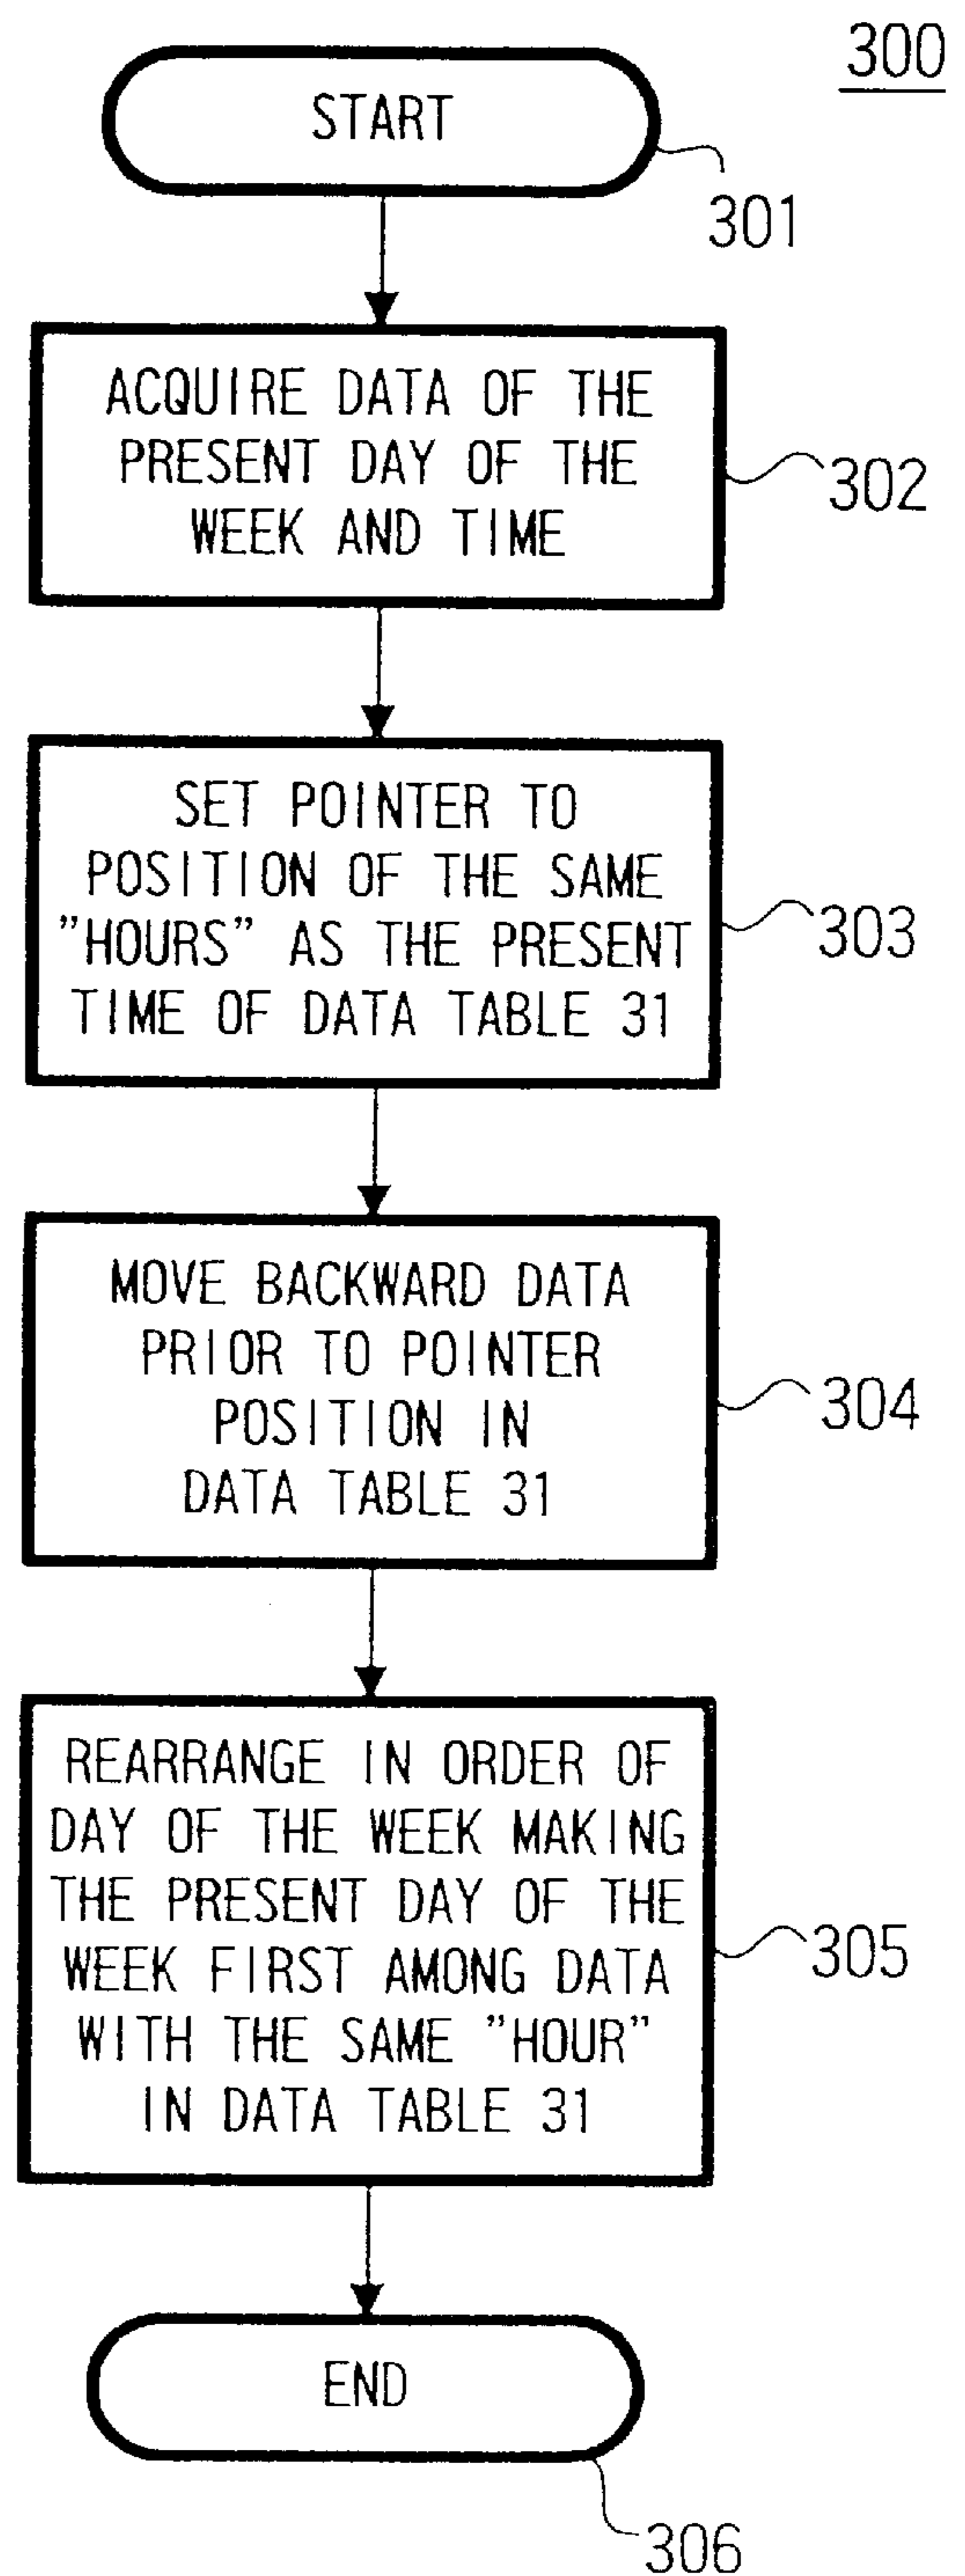 300
START
301
ACQUIRE DATA OF THE
PRESENT DAY OF THE
WEEK AND TIME
302
SET POINTER TO
POSITION OF THE SAME
"HOURS" AS THE PRESENT
TIME OF DATA TABLE 31
303
MOVE BACKWARD DATA
PRIOR TO POINTER
POSITION IN
DATA TABLE 31
304
REARRANGE IN ORDER OF
DAY OF THE WEEK MAKING
THE PRESENT DAY OF THE
WEEK FIRST AMONG DATA
WITH THE SAME "HOUR"
IN DATA TABLE 31
305
END
306